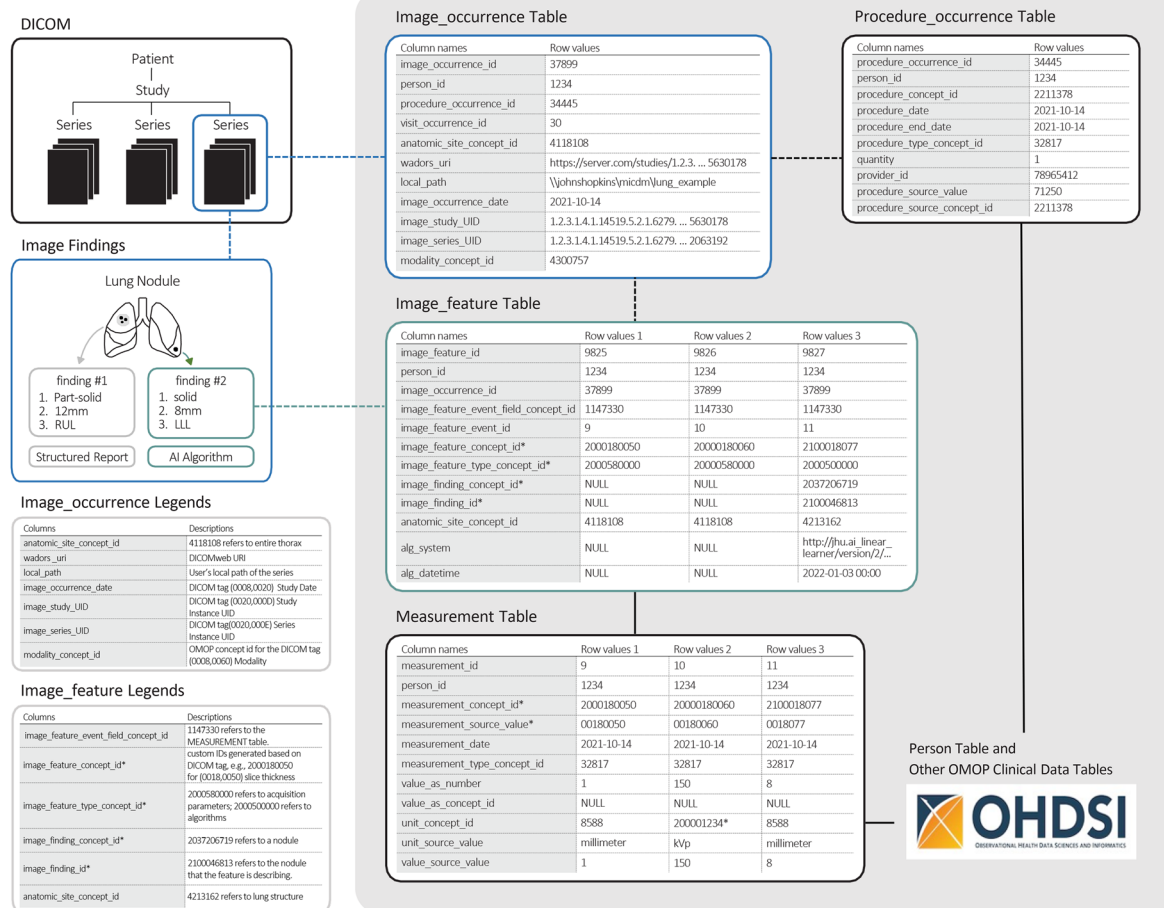 DICOM
Patient
Study
Series Series Series
Image Findings
Lung Nodule
finding #1
1. Part-solid
2. 12mm
3. RUL
finding #2
1. solid
2. 8mm
3. LLL
Structured Report
AI Algorithm
Image_occurrence Legends
Columns Descriptions
anatomic_site_concept_id 4118108 refers to entire thorax
wadors _uri DICOMweb URI
local_path User's local path of the series
image_occurrence_date DICOM tag (0008,0020) Study Date
image_study_UID DICOM tag (0020,000D) Study
Instance UID
image_series_UID DICOM tag(0020,000E) Series
Instance UID
modality_concept_id OMOP concept id for the DICOM tag
(0008,0060) Modality
Image_feature Legends
Columns Descriptions
image_feature_event_field_concept_id 1147330 refers to the
MEASUREMENT table.
image_feature_concept_id* custom IDs generated based on
DICOM tag, e.g., 2000180050
for (0018,0050) slice thickness
image_feature_type_concept_id* 2000580000 refers to acquisition
parameters; 2000500000 refers to
algorithms
image_finding_concept_id* 2037206719 refers to a nodule
image_finding_id* 2100046813 refers to the nodule
that the feature is describing.
anatomic_site_concept_id 4213162 refers to lung structure
Image_occurrence Table
Column names Row values
image_occurrence_id 37899
person_id 1234
procedure_occurrence_id 34445
visit_occurrence_id 30
anatomic_site_concept_id 4118108
wadors_uri https://server.com/studies/1.2.3. ... 5630178
local_path \\johnshopkins\micdm\lung_example
image_occurrence_date 2021-10-14
image_study_UID 1.2.3.1.4.1.14519.5.2.1.6279. ... 5630178
image_series_UID 1.2.3.1.4.1.14519.5.2.1.6279. ... 2063192
modality_concept_id 4300757
Procedure_occurrence Table
Column names Row values
procedure_occurrence_id 34445
person_id 1234
procedure_concept_id 2211378
procedure_date 2021-10-14
procedure_end_date 2021-10-14
procedure_type_concept_id 32817
quantity 1
provider_id 78965412
procedure_source_value 71250
procedure_source_concept_id 2211378
Image_feature Table
Column names Row values 1 Row values 2 Row values 3
image_feature_id 9825 9826 9827
person_id 1234 1234 1234
image_occurrence_id 37899 37899 37899
image_feature_event_field_concept_id 1147330 1147330 1147330
image_feature_event_id 9 10 11
image_feature_concept_id* 2000180050 20000180060 2100018077
image_feature_type_concept_id* 2000580000 20000580000 2000500000
image_finding_concept_id* NULL NULL 2037206719
image_finding_id* NULL NULL 2100046813
anatomic_site_concept_id 4118108 4118108 4213162
alg_system NULL NULL http://jhu.ai_linear_
learner/version/2/...
alg_datetime NULL NULL 2022-01-03 00:00
Measurement Table
Column names Row values 1 Row values 2 Row values 3
measurement_id 9 10 11
person_id 1234 1234 1234
measurement_concept_id* 2000180050 20000180060 2100018077
measurement_source_value* 00180050 00180060 0018077
measurement_date 2021-10-14 2021-10-14 2021-10-14
measurement_type_concept_id 32817 32817 32817
value_as_number 1 150 8
value_as_concept_id NULL NULL NULL
unit_concept_id 8588 200001234* 8588
unit_source_value millimeter kVp millimeter
value_source_value 1 150 8
Person Table and
Other OMOP Clinical Data Tables
OHDSI
OBSERVATIONAL HEALTH DATA SCIENCES AND INFORMATICS